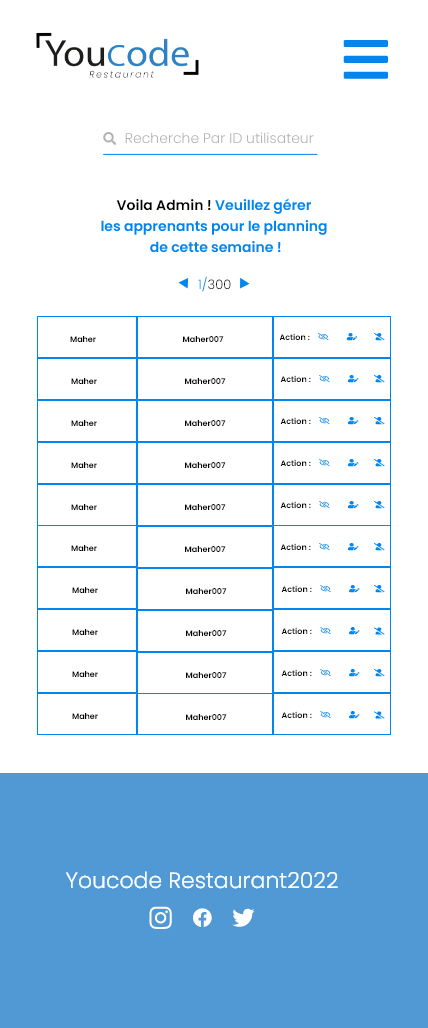 Youcode
Restaurant
Recherche Par ID utilisateur
Voila Admin ! Veuillez gérer
les apprenants pour le planning
de cette semaine !
1/300
Maher Maher007 Action :
Maher Maher007 Action :
Maher Maher007 Action :
Maher Maher007 Action :
Maher Maher007 Action :
Maher Maher007 Action :
Maher Maher007 Action :
Maher Maher007 Action :
Maher Maher007 Action :
Maher Maher007 Action :
Youcode Restaurant2022